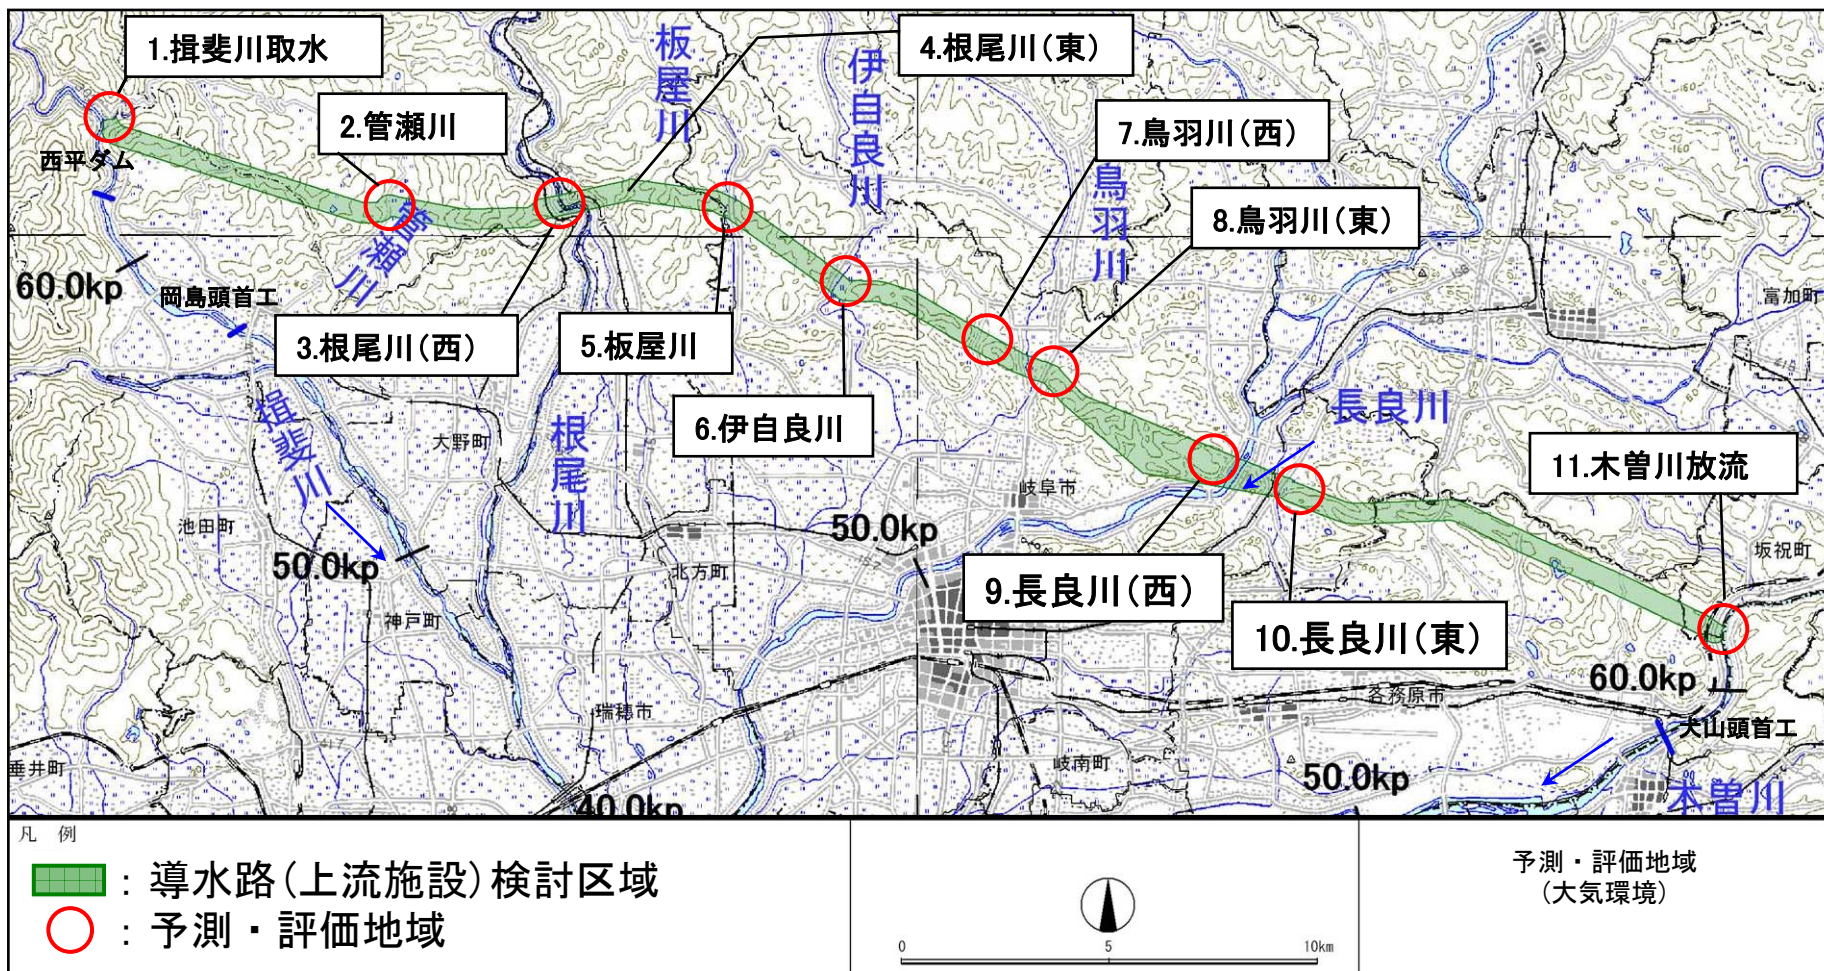 1.揖斐川取水
板屋川
4.根尾川(東)
伊自良川
2.管瀬川
7.鳥羽川(西)
西平ダム
管瀬川
鳥羽川
8.鳥羽川(東)
60.0kp
岡島頭首工
富加町
3.根尾川(西)
5.板屋川
揖斐川
大野町
根尾川
6.伊自良川
長良川
11.木曽川放流
池田町
岐阜市
50.0kp
50.0kp
北方町
坂祝町
9.長良川(西)
神戸町
10.長良川(東)
60.0kp
各務原市
瑞穂市
犬山頭首工
垂井町
岐南町
50.0kp
40.0kp
木曽川
凡 例
:導水路(上流施設)検討区域
:予測・評価地域
0 5 10km
予測・評価地域
(大気環境)